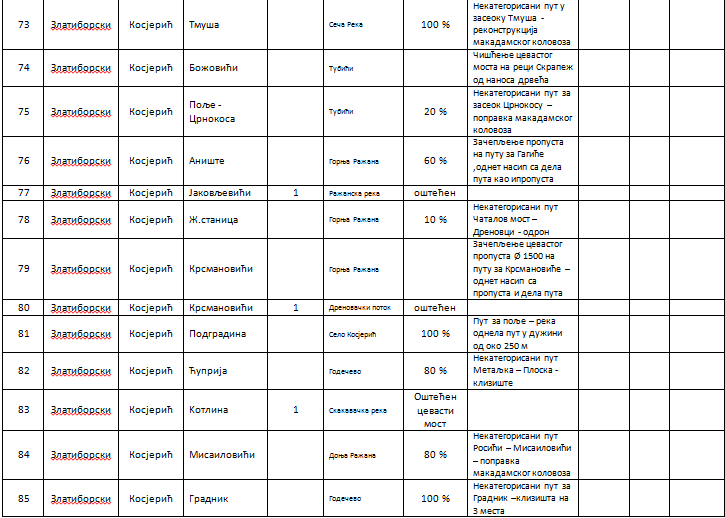 73 Златиборски Косјерић Тмуша Сеча Река 100 % Некатегорисани пут у
засеоку Тмуша -
реконструкција
макадамског коловоза
74 Златиборски Косјерић Божовићи Тубићи Чишћење цевастог
моста на реци Скрапеж
од наноса дрвећа
75 Златиборски Косјерић Поље -
Црнокоса Тубићи 20 % Некатегорисани пут за
засеок Црнокосу –
поправка макадамског
коловоза
76 Златиборски Косјерић Аниште Горња Ражана 60 % Зачепљење пропуста
на путу за Гагиће
,однет насип са дела
пута као ипропуста
77 Златиборски Косјерић Јаковљевићи 1 Ражанска река оштећен
78 Златиборски Косјерић Ж.станица Горња Ражана 10 % Некатегорисани пут
Чаталов мост –
Дреновци - одрон
79 Златиборски Косјерић Крсмановићи Горња Ражана Зачепљење цевастог
пропуста Ø 1500 на
путу за Крсмановиће –
однет насип са
пропуста и дела пута
80 Златиборски Косјерић Крсмановићи 1 Дреновачки поток оштећен
81 Златиборски Косјерић Подградина Село Косјерић 100 % Пут за поље – река
однела пут у дужини
од око 250 м
82 Златиборски Косјерић Ћуприја Годечево 80 % Некатегорисани пут
Метаљка – Плоска -
клизиште
83 Златиборски Косјерић Котлина 1 Скакавачка река Оштећен
цевасти
мост
84 Златиборски Косјерић Мисаиловићи Доња Ражана 80 % Некатегорисани пут
Росићи – Мисаиловићи
– поправка
макадамског коловоза
85 Златиборски Косјерић Градник Годечево 100 % Некатегорисани пут за
Градник –клизишта на
3 места